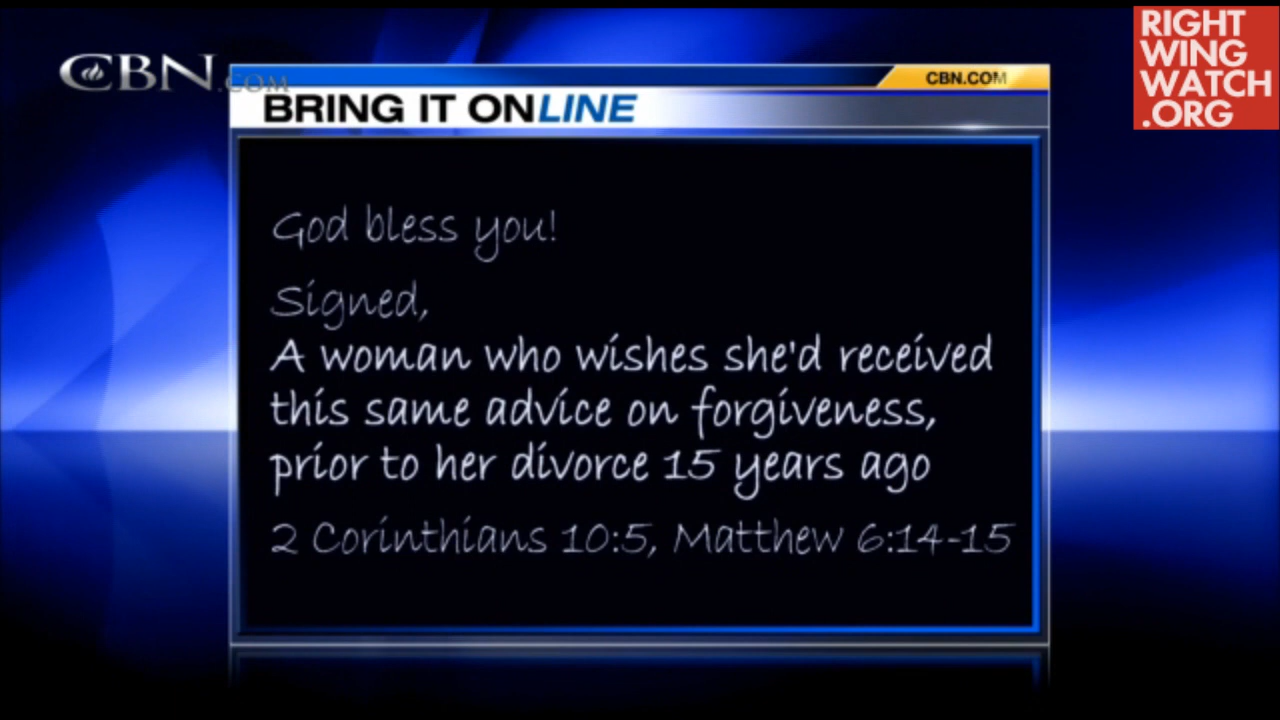 CBN.COM
CBN.COM
RIGHT
WING
WATCH
.ORG
BRING IT ONLINE
God bless you!
Signed,
A woman who wishes she'd received
this same advice on forgiveness,
prior to her divorce 15 years ago
2 Corinthians 10:5, Matthew 6:14-15